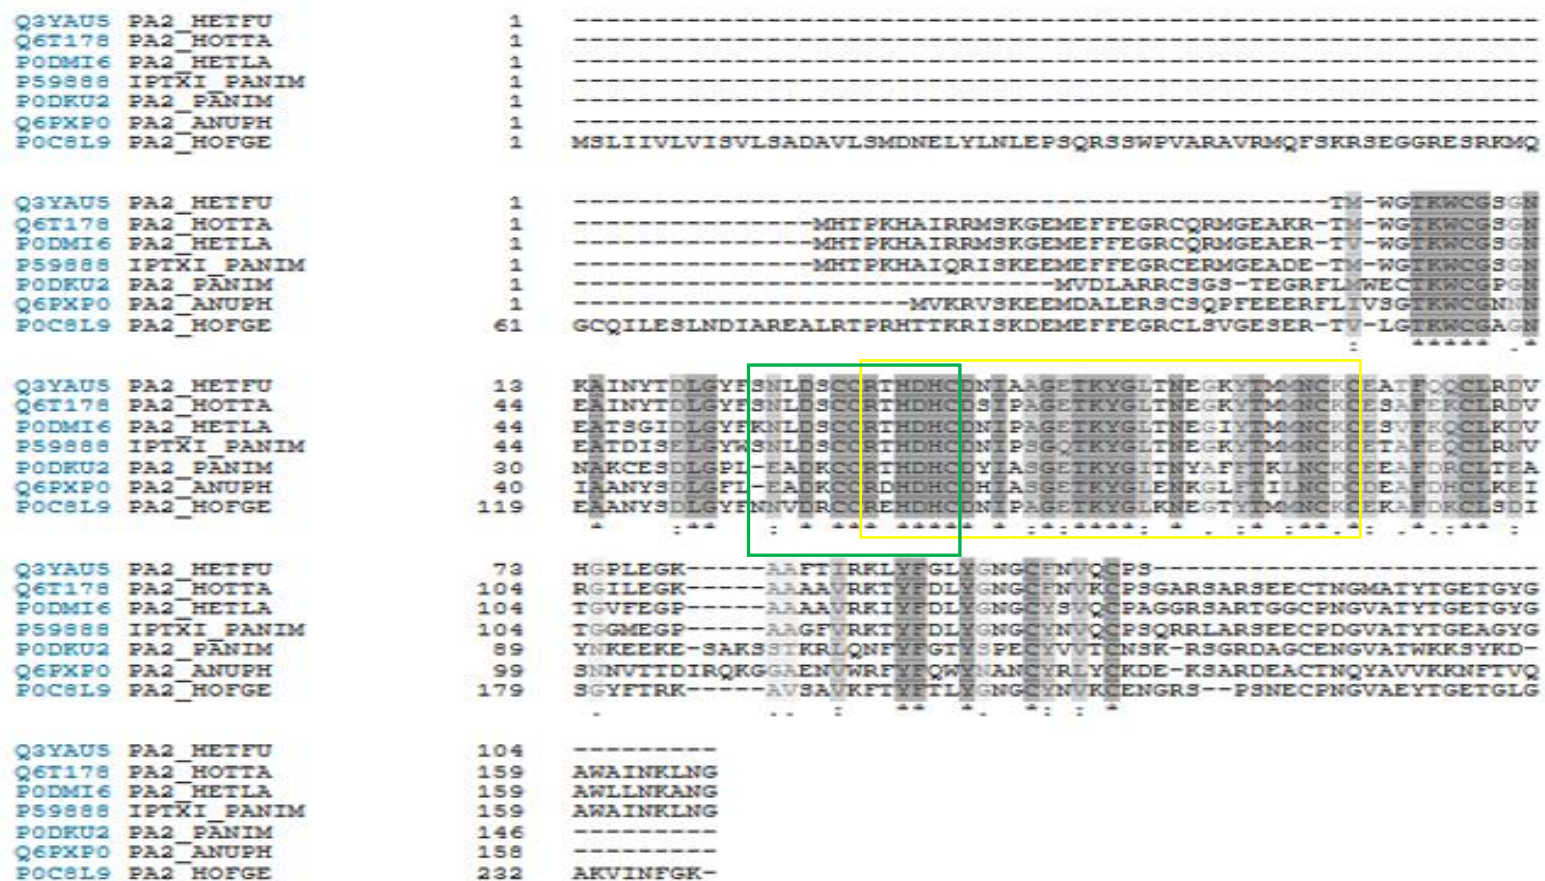 Q3YAU5 PA2_HETFU 1 ------------------------------------------------------------
Q6T178 PA2_HOTTA 1 ------------------------------------------------------------
P0DMI6 PA2_HETLA 1 ------------------------------------------------------------
P59888 IPTXI_PANIM 1 ------------------------------------------------------------
P0DKU2 PA2_PANIM 1 ------------------------------------------------------------
Q6PXP0 PA2_ANUPH 1 ------------------------------------------------------------
P0C8L9 PA2_HOFGE 1 MSLIIVLVISVLSADAVLSMDNELYLNLEPSQRSSWPVARAVRMQFSKRSEGGRESRKMQ
Q3YAU5 PA2_HETFU 1 -----------------------------------------------TM-WGTKWCGSGN
Q6T178 PA2_HOTTA 1 ---------------MHTPKHAIRRMSKGEMEFFEGRCQRMGEAKR-TM-WGTKWCGSGN
P0DMI6 PA2_HETLA 1 ---------------MHTPKHAIRRMSKGEMEFFEGRCQRMGEAER-TV-WGTKWCGSGN
P59888 IPTXI_PANIM 1 ---------------MHTPKHAIQRISKEEMEFFEGRCERMGEADE-TM-WGTKWCGSGN
P0DKU2 PA2_PANIM 1 ------------------------------MVDLARRCSGS-TEGRFLMWECTKWCGPGN
Q6PXP0 PA2_ANUPH 1 ---------------------MVKRVSKEEMDALERSCSQPFEEERFLIVSGTKWCGNNN
P0C8L9 PA2_HOFGE 61 GCQILESLNDIAREALRTPRHTTKRISKDEMEFFEGRCLSVGESER-TV-LGTKWCGAGN
: ***** .*
Q3YAU5 PA2_HETFU 13 KAINYTDLGYFSNLDSCCRTHDHCDNIAAGETKYGLTNEGKYTMMNCKCEATFQQCLRDV
Q6T178 PA2_HOTTA 44 EAINYTDLGYFSNLDSCCRTHDHCDSIPAGETKYGLTNEGKYTMMNCKCESAFEKCLRDV
P0DMI6 PA2_HETLA 44 EATSGIDLGYFKNLDSCCRTHDHCDNIPAGETKYGLTNEGIYTMMNCKCESVFKQCLRDV
P59888 IPTXI_PANIM 44 EATDISELGYWSNLDSCCRTHDHCDNIPSGQTKYGLTNEGKYTMMNCKCETAFEQCLRNV
P0DKU2 PA2_PANIM 30 NAKCESDLGPL-EADKCCRTHDHCDYIASGETKYGITNYAFFTKLNCKCEEAFDRCLTEA
Q6PXP0 PA2_ANUPH 40 IAANYSDLGFL-EADKCCRDHDHCDHIASGETKYGLENKGLFTILNCDCDEAFDHCLKEI
P0C8L9 PA2_HOFGE 119 EAANYSDLGYFNNVDRCCREHDHCDNIPAGETKYGLKNEGTYTMMNCKCEKAFDKCLSDI
* :** : * *** **** * :*:****: * . :* :**.*: .*..** :
Q3YAU5 PA2_HETFU 73 HGPLEGK-----AAFTIRKLYFGLYGNGCFNVQCPS------------------------
Q6T178 PA2_HOTTA 104 RGILEGK-----AAAAVRKTYFDLYGNGCFNVKCPSGARSARSEECTNGMATYTGETGYG
P0DMI6 PA2_HETLA 104 TGVFEGP-----AAAAVRKIYFDLYGNGCYSVQCPAGGRSARTGGCPNGVATYTGETGYG
P59888 IPTXI_PANIM 104 TGGMEGP-----AAGFVRKTYFDLYGNGCYNVQCPSQRRLARSEECPDGVATYTGEAGYG
P0DKU2 PA2_PANIM 89 YNKEEKE-SAKSSTKRLQNFYFGTYSPECYVVTCNSK-RSGRDAGCENGVATWKKSYKD-
Q6PXP0 PA2_ANUPH 99 SNNVTTDIRQKGGAENVWRFYFQWYNANCYRLYCKDE-KSARDEACTNQYAVVKKNFTVQ
P0C8L9 PA2_HOFGE 179 SGYFTRK-----AVSAVKFTYFTLYGNGCYNVKCENGRS--PSNECPNGVAEYTGETGLG
. .. : ** *. *: : *
Q3YAU5 PA2_HETFU 104 ---------
Q6T178 PA2_HOTTA 159 AWAINKLNG
P0DMI6 PA2_HETLA 159 AWLLNKANG
P59888 IPTXI_PANIM 159 AWAINKLNG
P0DKU2 PA2_PANIM 146 ---------
Q6PXP0 PA2_ANUPH 158 ---------
P0C8L9 PA2_HOFGE 232 AKVINFGK-